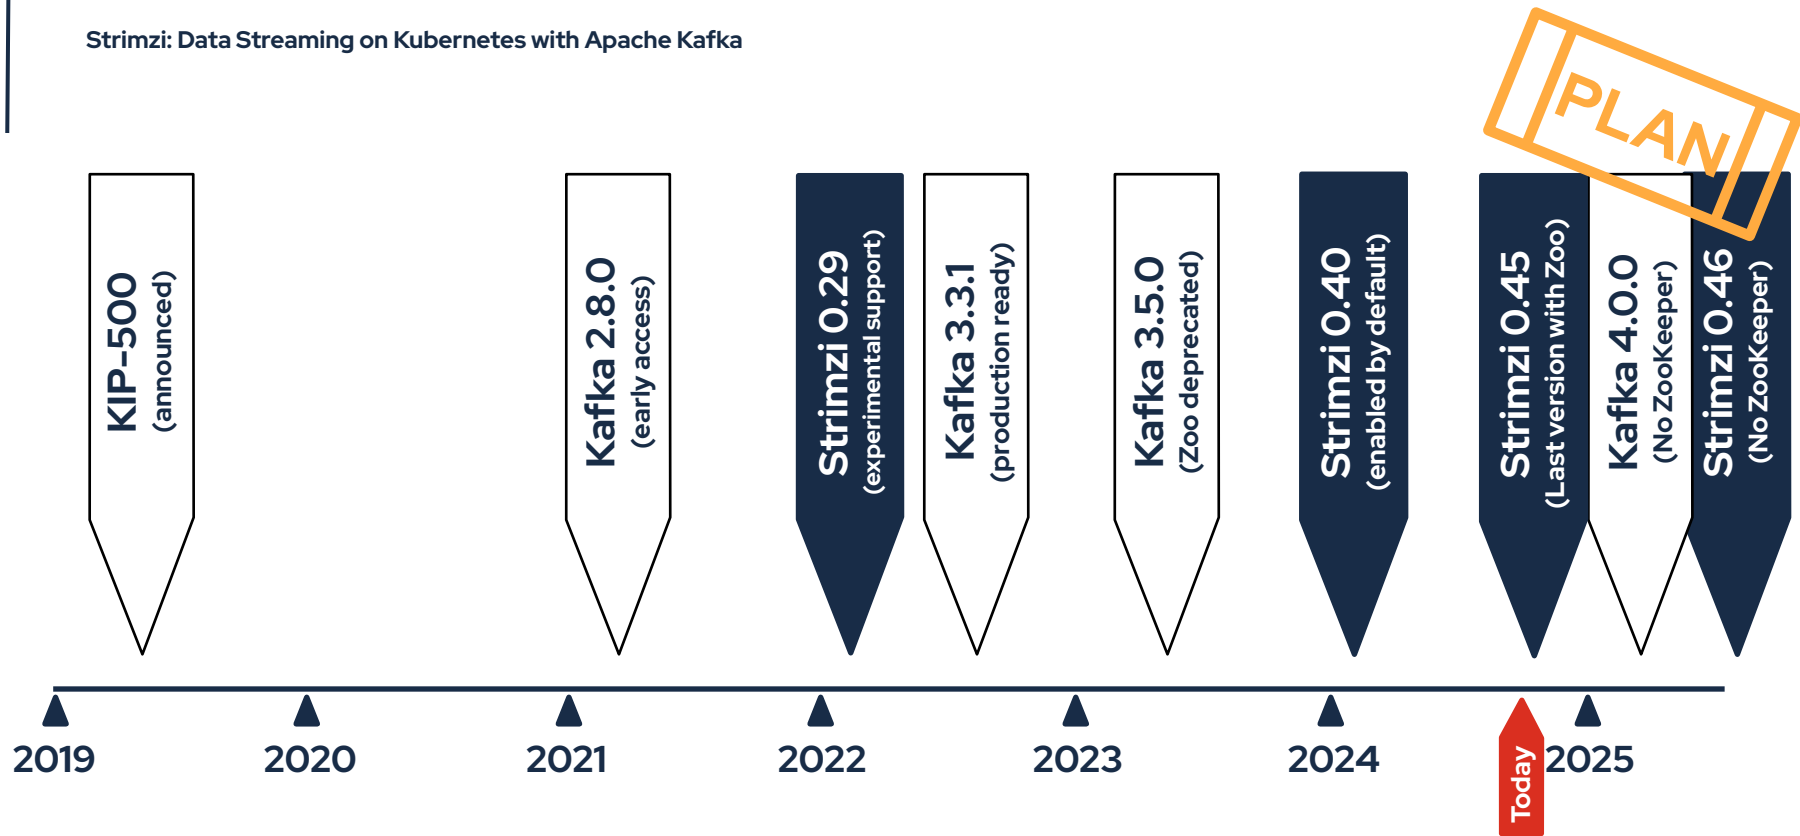 Strimzi: Data Streaming on Kubernetes with Apache Kafka
PLAN
KIP-500
(announced)
Kafka 2.8.0
(early access)
Strimzi 0.29
(experimental support)
Kafka 3.3.1
(production ready)
Kafka 3.5.0
(Zoo deprecated)
Strimzi 0.40
(enabled by default)
Strimzi 0.45
(Last version with Zoo)
Kafka 4.0.0
(No ZooKeeper)
Strimzi 0.46
(No ZooKeeper)
2019
2020
2021
2022
2023
2024
Today
2025